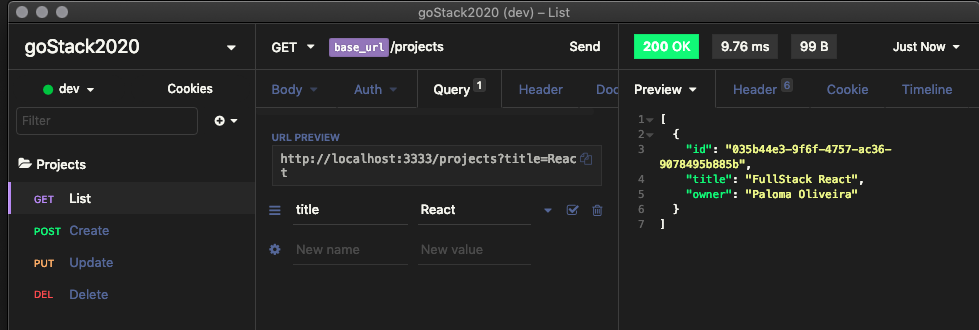 goStack2020 (dev) – List
goStack2020
GET base_url/projects Send
200 OK 9.76 ms 99 B Just Now
dev Cookies
Body Auth Query 1 Header Doc
Preview Header 6 Cookie Timeline
Filter
URL PREVIEW
http://localhost:3333/projects?title=Reac
t
Projects
GET List
POST Create
PUT Update
DEL Delete
title React
New name New value
1 [
2 {
3 "id": "035b44e3-9f6f-4757-ac36-
9078495b885b",
4 "title": "FullStack React",
5 "owner": "Paloma Oliveira"
6 }
7 ]